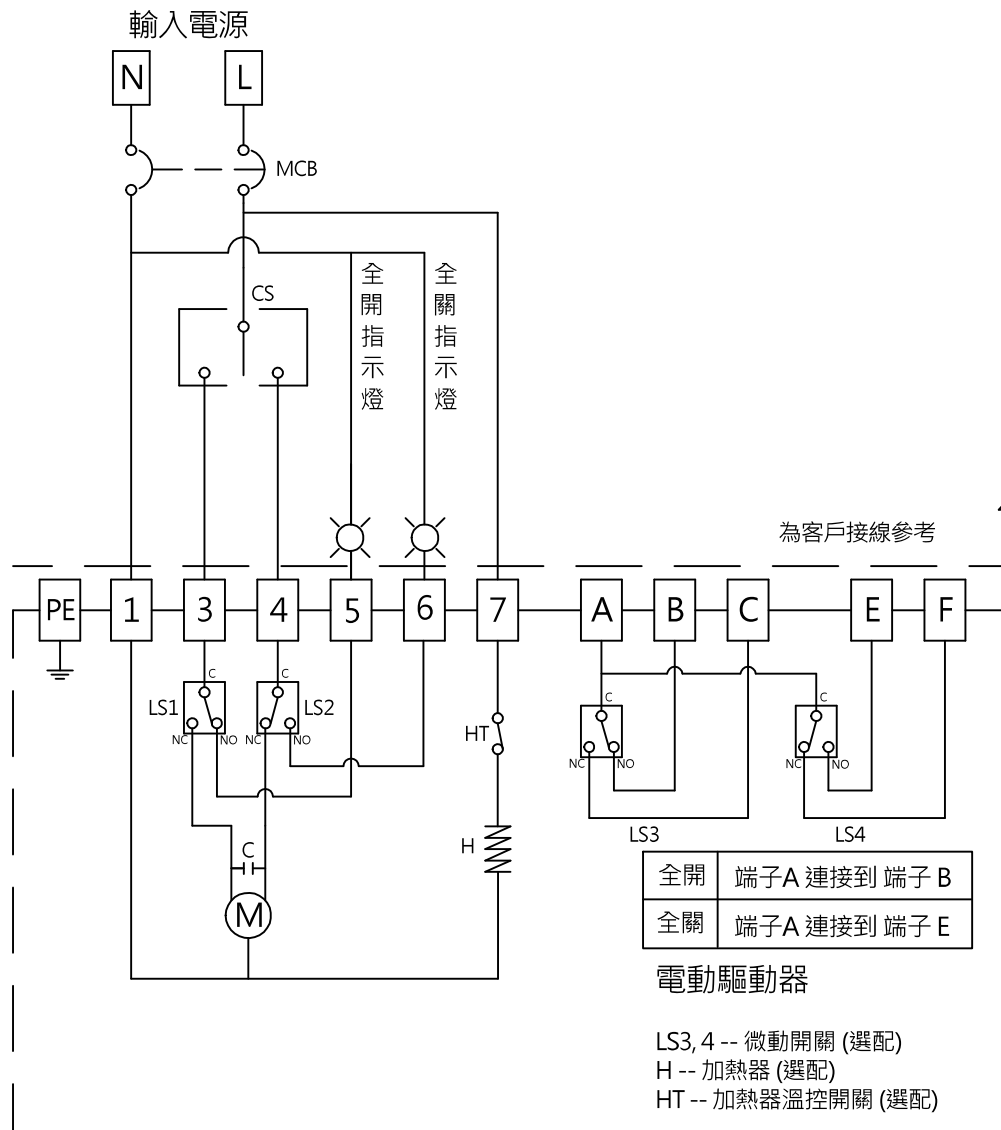 輸入電源
N
L
MCB
CS
全開指示燈
全關指示燈
為客戶接線參考
PE
1
3
4
5
6
7
A
B
C
E
F
C
C
LS1
LS2
NC
NO
NC
NO
HT
C
C
NC
NO
NC
NO
LS3
LS4
H
C
M
全開 端子A 連接到 端子 B
全關 端子A 連接到 端子 E
電動驅動器
LS3, 4 -- 微動開關 (選配)
H -- 加熱器 (選配)
HT -- 加熱器溫控開關 (選配)